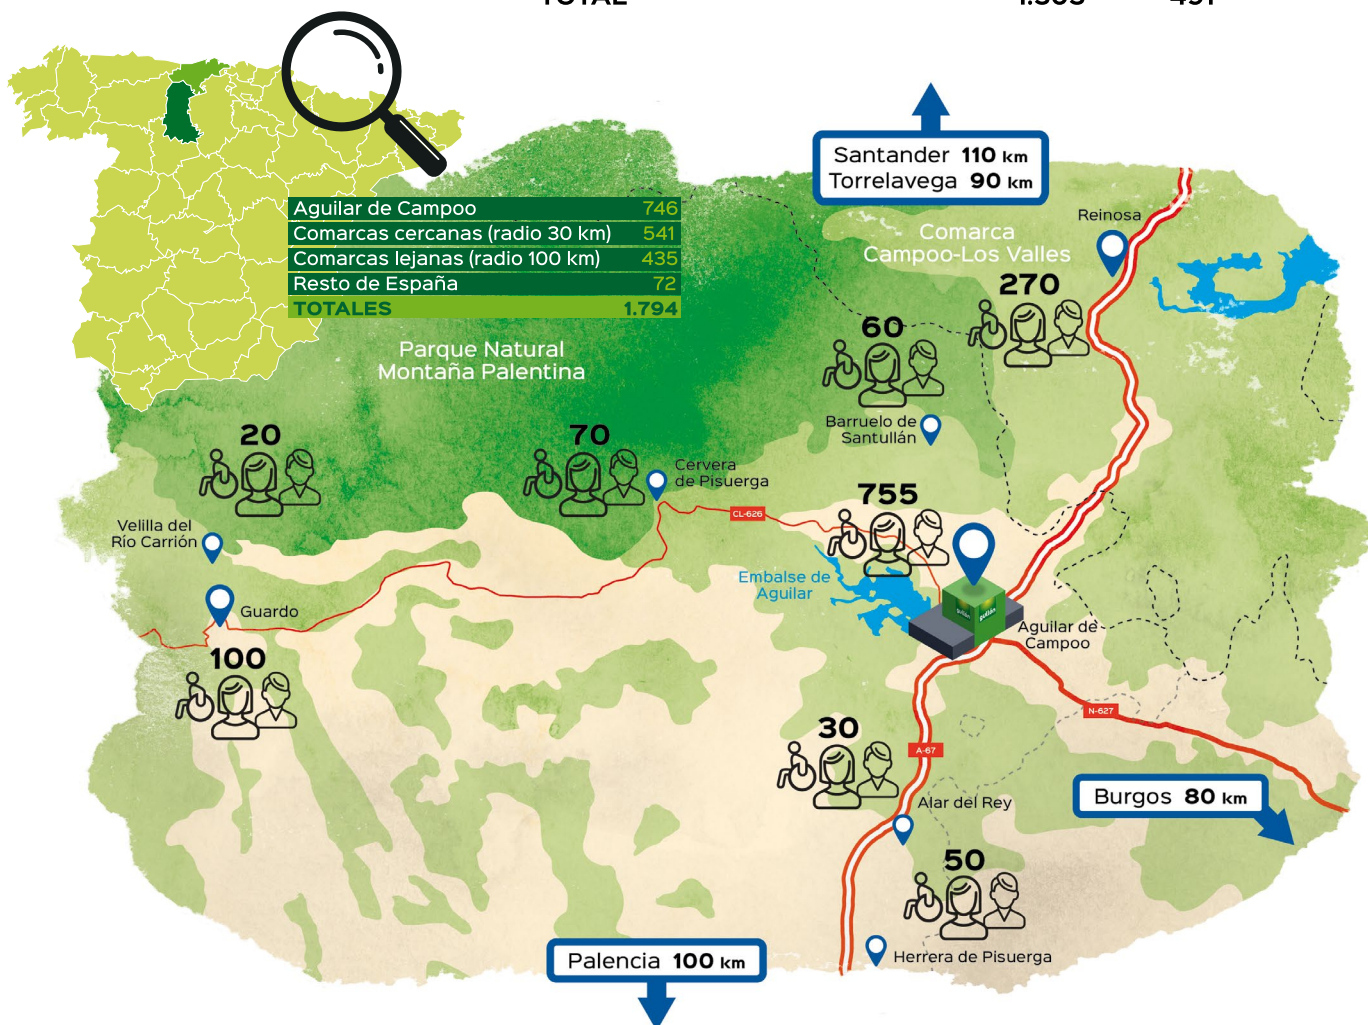 Santander 110 km
Torrelavega 90 km
Aguilar de Campoo 746
Comarcas cercanas (radio 30 km) 541
Comarcas lejanas (radio 100 km) 435
Resto de España 72
TOTALES 1.794
Reinosa
Comarca
Campoo-Los Valles
270
60
Parque Natural
Montaña Palentina
Barruelo de
Santullán
20
70
Cervera
de Pisuerga
755
CL-626
Velilla del
Río Carrión
Embalse de
Aguilar
Guardo
gullón
Aguilar de
Campoo
100
N-627
30
A-67
Burgos 80 km
Alar del Rey
50
Palencia 100 km
Herrera de Pisuerga